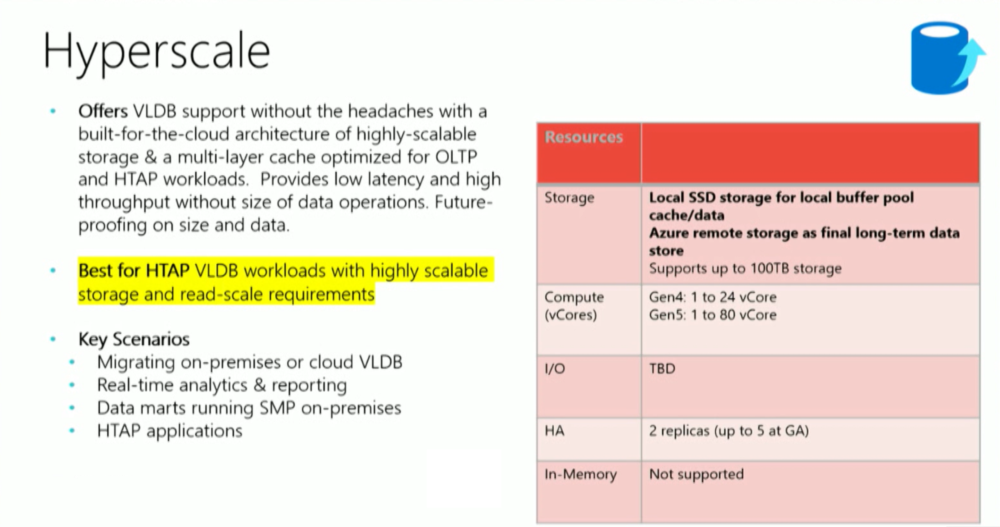 Hyperscale
• Offers VLDB support without the headaches with a
built-for-the-cloud architecture of highly-scalable
storage & a multi-layer cache optimized for OLTP
and HTAP workloads.  Provides low latency and high
throughput without size of data operations. Future-
proofing on size and data.
• Best for HTAP VLDB workloads with highly scalable
storage and read-scale requirements
• Key Scenarios
• Migrating on-premises or cloud VLDB
• Real-time analytics & reporting
• Data marts running SMP on-premises
• HTAP applications
Resources
Storage
Local SSD storage for local buffer pool
cache/data
Azure remote storage as final long-term data
store
Supports up to 100TB storage
Compute
(vCores)
Gen4: 1 to 24 vCore
Gen5: 1 to 80 vCore
I/O
TBD
HA
2 replicas (up to 5 at GA)
In-Memory
Not supported